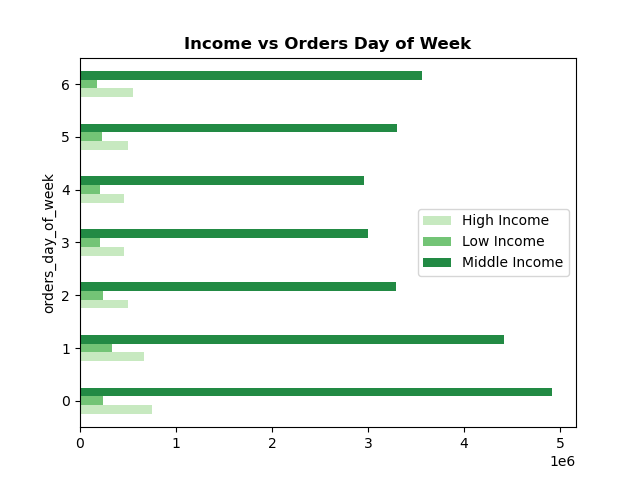 Income vs Orders Day of Week
orders_day_of_week
6
5
4
3
2
1
0
High Income
Low Income
Middle Income
0 1 2 3 4 5
1e6